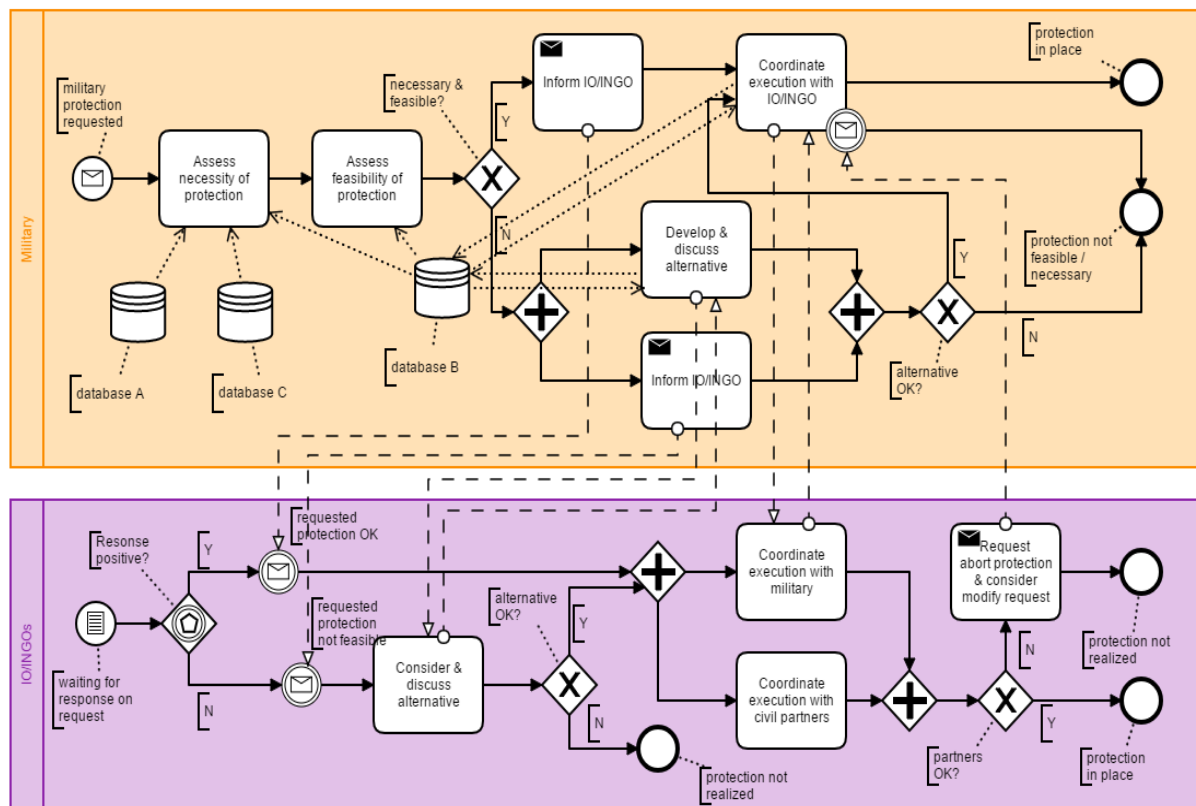 Military
military
protection
requested
Assess
necessity of
protection
Assess
feasibility of
protection
necessary &
feasible?
Y
N
Inform IO/INGO
Coordinate
execution with
IO/INGO
protection
in place
Develop &
discuss
alternative
Inform IO/INGO
protection not
feasible /
necessary
Y
N
alternative
OK?
database A
database C
database B
IO/INGOs
Resonse
positive?
Y
N
waiting for
response on
request
requested
protection OK
requested
protection
not feasible
Consider &
discuss
alternative
alternative
OK?
Y
N
protection not
realized
Coordinate
execution with
military
Coordinate
execution with
civil partners
Request
abort protection
& consider
modify request
N
Y
partners
OK?
protection not
realized
protection
in place